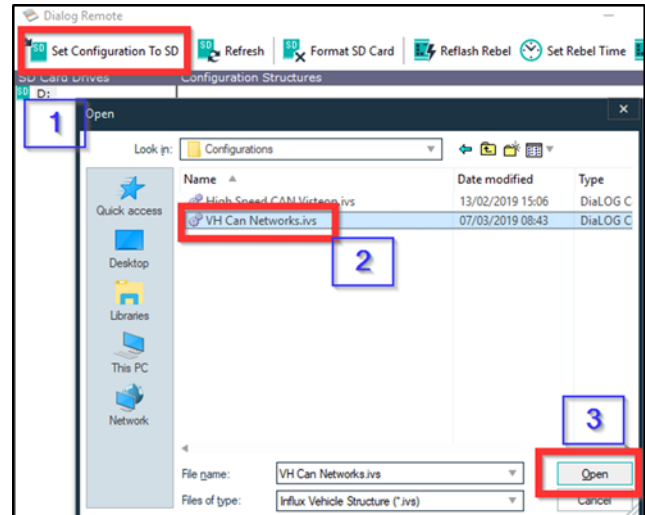 Dialog Remote
Set Configuration To SD
Refresh
Format SD Card
Reflash Rebel
Set Rebel Time
SD Card Drives
Configuration Structures
D:
1
Open
Look in:
Configurations
Name
Date modified
Type
High Speed CAN Visteon.ivs
13/02/2019 15:06
DiaLOG C
VH Can Networks.ivs
07/03/2019 08:43
DiaLOG C
2
Quick access
Desktop
Libraries
This PC
Network
3
File name:
VH Can Networks.ivs
Open
Files of type:
Influx Vehicle Structure (*.ivs)
Cancel